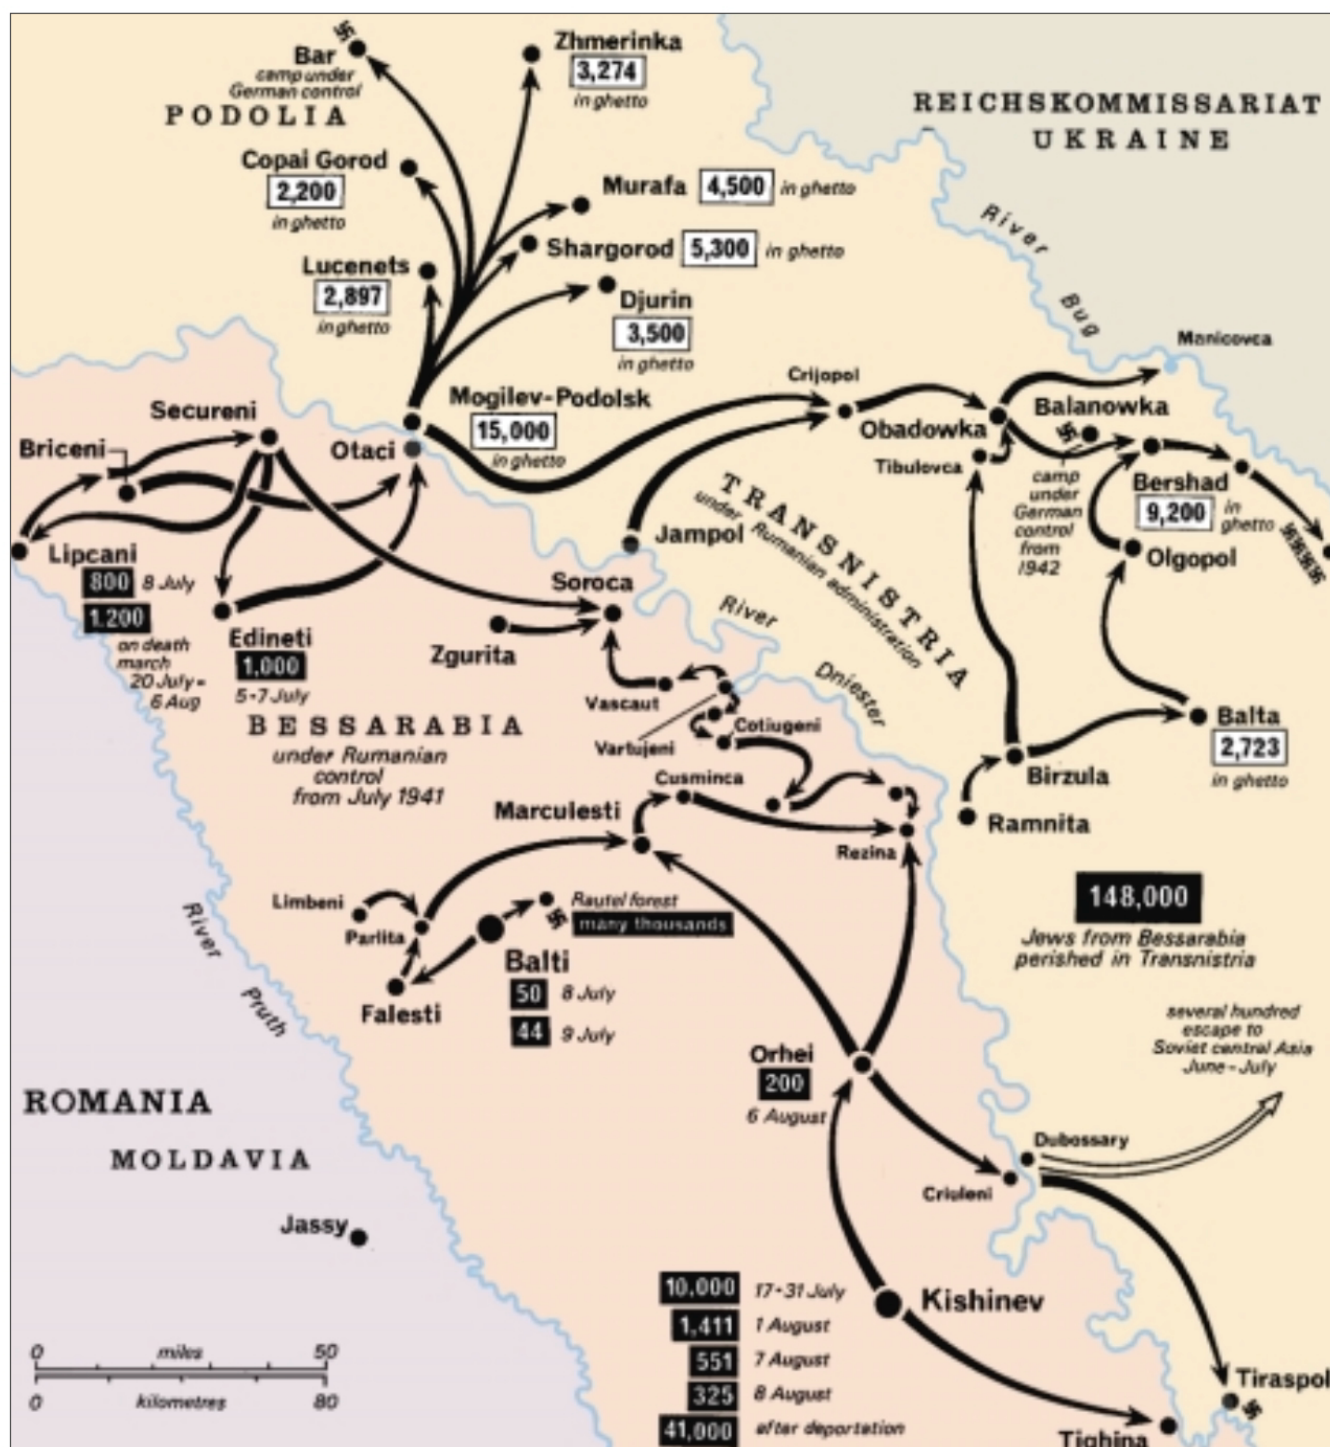 Bar
camp under
German control
PODOLIA
Zhmerinka
3,274
in ghetto
REICHSKOMMISSARIAT
UKRAINE
Copai Gorod
2,200
in ghetto
Murafa 4,500 in ghetto
Shargorod 5,300 in ghetto
Lucenets
2,897
in ghetto
Djurin
3,500
in ghetto
River
Bug
Manicovca
Crijopol
Secureni
Briceni
Otaci
Mogilev-Podolsk
15,000
in ghetto
Obadowka
Balanowka
Tibulovca
camp
under
German
control
from
1942
Bershad
9,200 in
ghetto
Olgopol
TRANSNISTRIA
under Rumanian administration
Jampol
Lipcani
800 8 July
1.200
on death
march
20 July-
6 Aug
Edineti
1,000
5-7 July
Soroca
Zgurita
River
Dniester
Vascaut
Vartujeni
Cotiugeni
BESSARABIA
under Rumanian
control
from July 1941
Balta
2,723
in ghetto
Birzula
Ramnita
Cusminca
Marculesti
Rezina
Limbeni
Parlita
Rautel forest
many thousands
Balti
50 8 July
44 9 July
Falesti
River
Pruth
148,000
Jews from Bessarabia
perished in Transnistria
several hundred
escape to
Soviet central Asia
June-July
Orhei
200
6 August
ROMANIA
MOLDAVIA
Jassy
Dubossary
Criuleni
Kishinev
10,000 17-31 July
1,411 1 August
551 7 August
325 8 August
41,000 after deportation
Tiraspol
Tighina
0 miles 50
0 kilometres 80